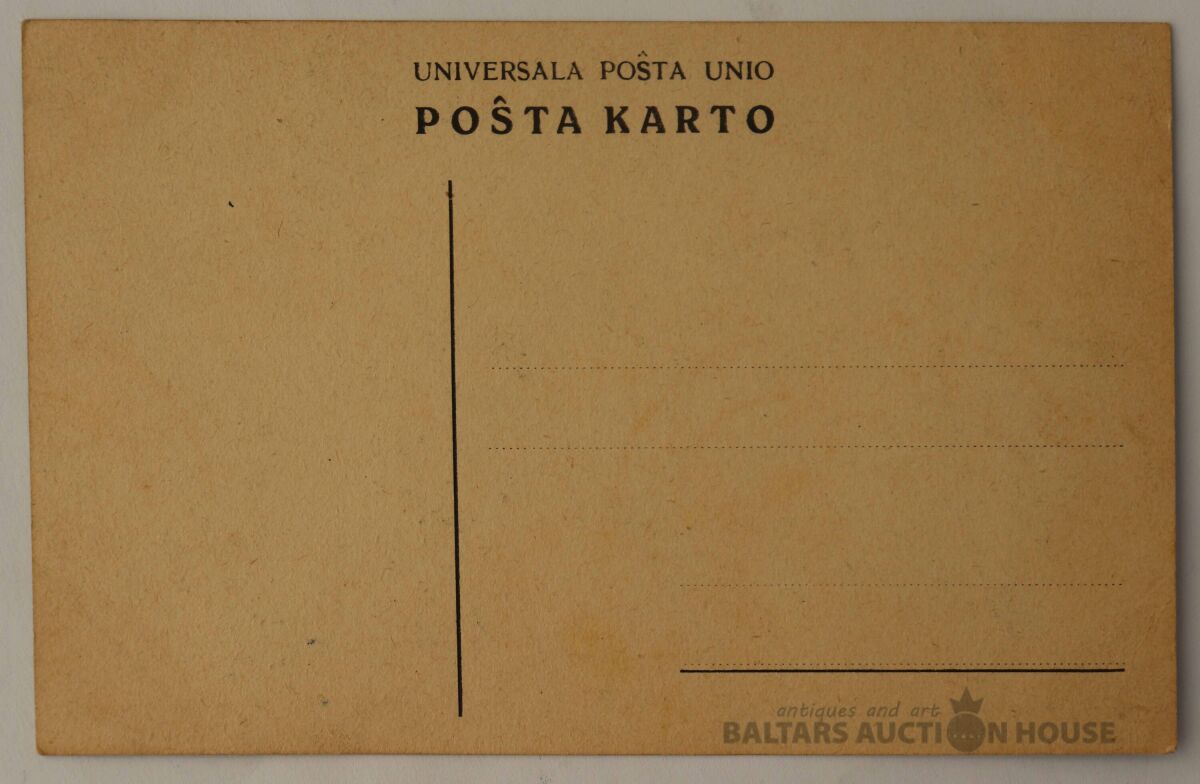 UNIVERSALA POŜTA UNIO
POŜTA KARTO
antiques and art
BALTARS AUCTION HOUSE